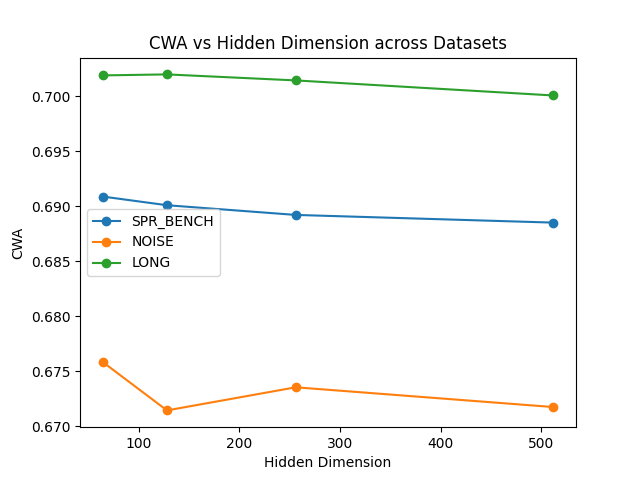 CWA vs Hidden Dimension across Datasets
CWA
0.700
0.695
0.690
0.685
0.680
0.675
0.670
SPR_BENCH
NOISE
LONG
100 200 300 400 500
Hidden Dimension